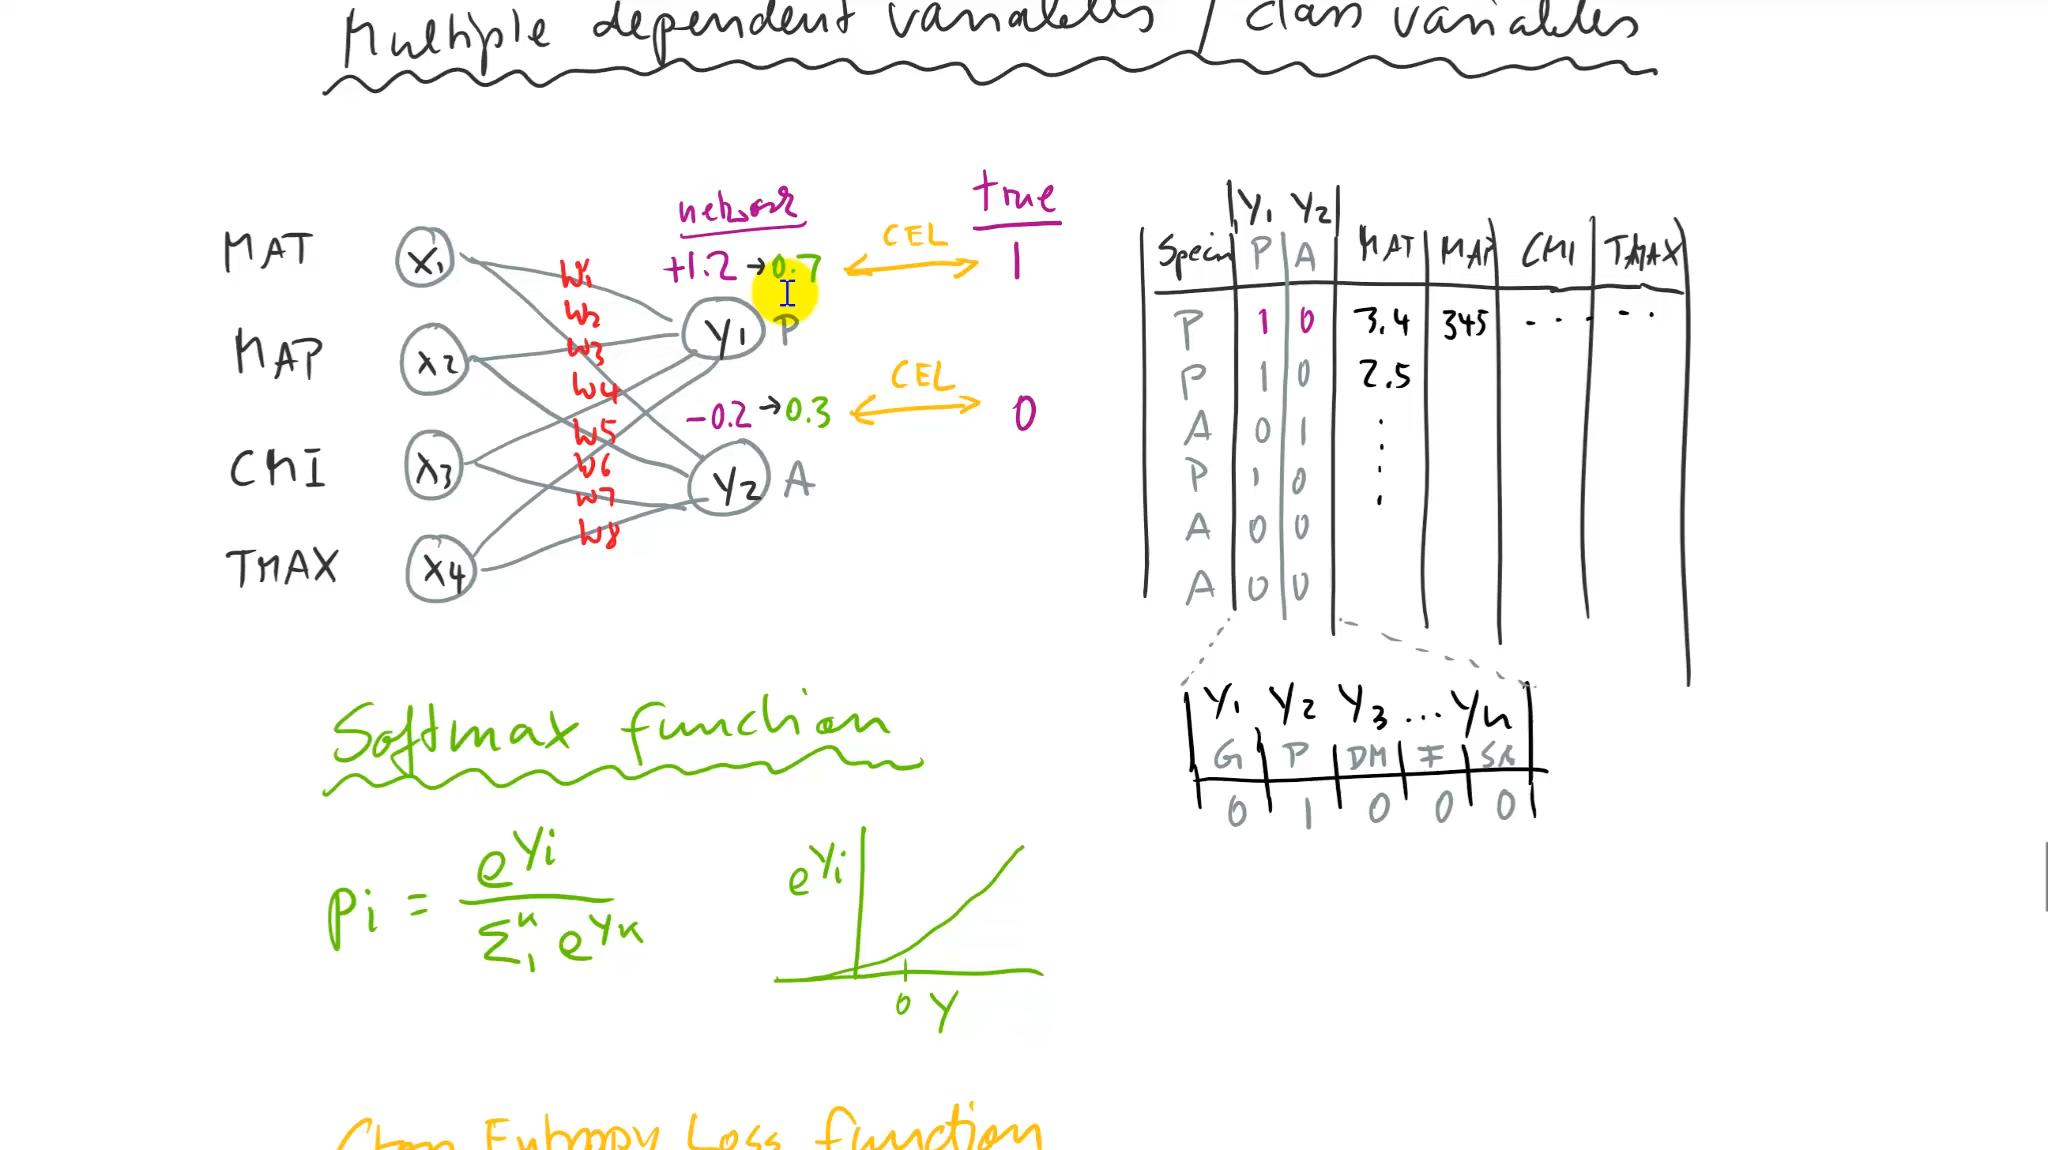 Multiple dependent variables / class variables
network
true
MAT X1 W1 +1.2 → 0.7 CEL 1
W2
MAP X2 W3 Y1 P
W4 CEL
W5 -0.2 → 0.3 0
CMI X3 W6 Y2 A
W7
W8
TMAX X4
Y1 Y2
Specin P A MAT MAP CMI TMAX
P 1 0 3.4 345 . . . . .
P 1 0 2.5
A 0 1
P 1 0
A 0 0
A 0 0
Y1 Y2 Y3 ... Yn
G P DM F SA
0 1 0 0 0
Softmax function
pi = e^Yi / Σ1^k e^Yk
e^Yi
0 Y
Cross Entropy Loss function